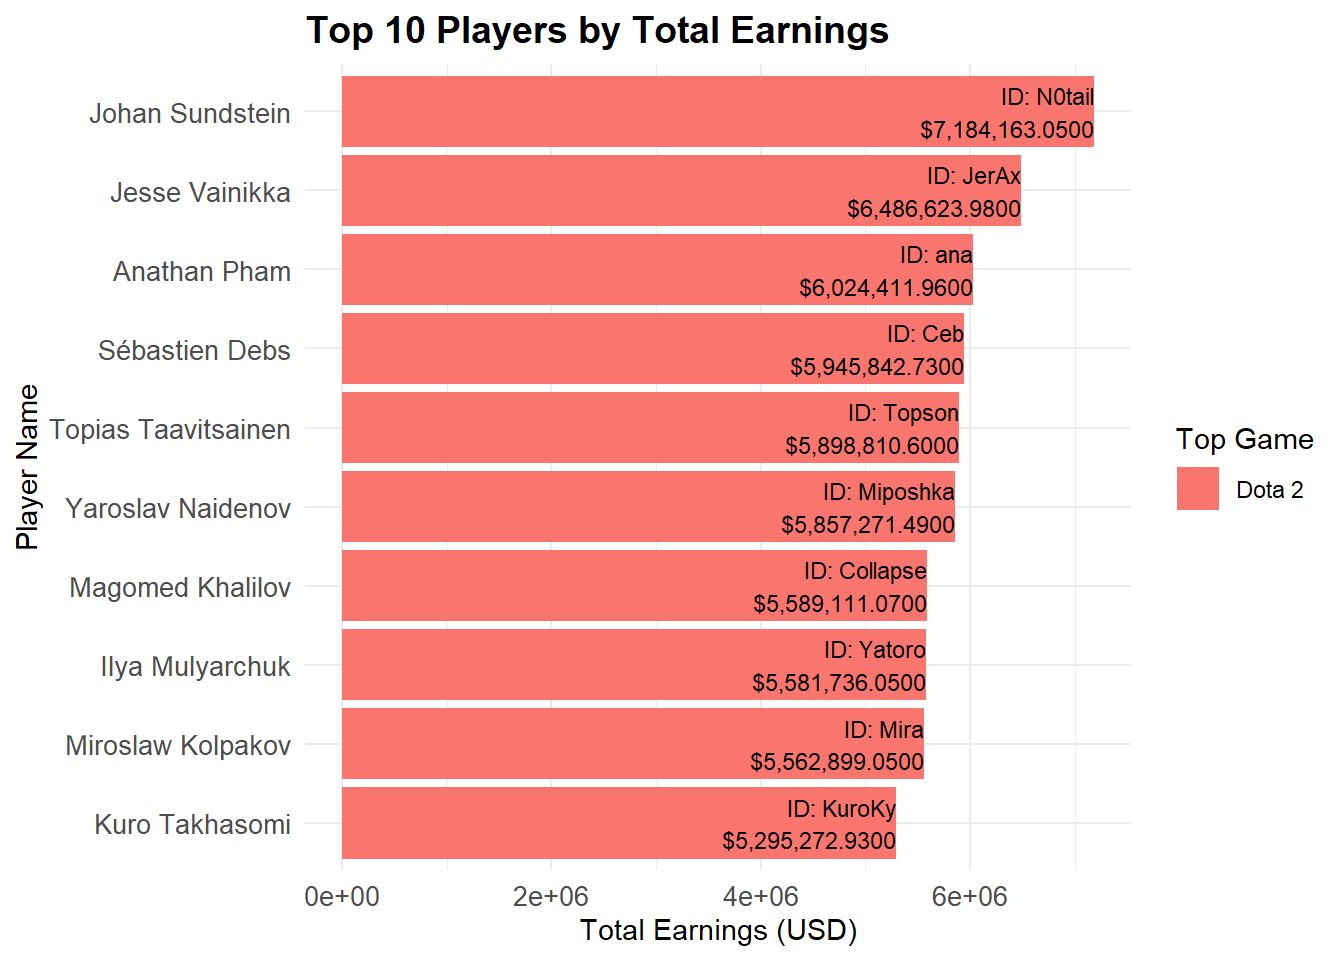 Top 10 Players by Total Earnings
Johan Sundstein
ID: N0tail
$7,184,163.0500
Jesse Vainikka
ID: JerAx
$6,486,623.9800
Anathan Pham
ID: ana
$6,024,411.9600
Sébastien Debs
ID: Ceb
$5,945,842.7300
Topias Taavitsainen
ID: Topson
$5,898,810.6000
Yaroslav Naidenov
ID: Miposhka
$5,857,271.4900
Magomed Khalilov
ID: Collapse
$5,589,111.0700
Ilya Mulyarchuk
ID: Yatoro
$5,581,736.0500
Miroslaw Kolpakov
ID: Mira
$5,562,899.0500
Kuro Takhasomi
ID: KuroKy
$5,295,272.9300
0e+00 2e+06 4e+06 6e+06
Total Earnings (USD)
Player Name
Top Game
Dota 2